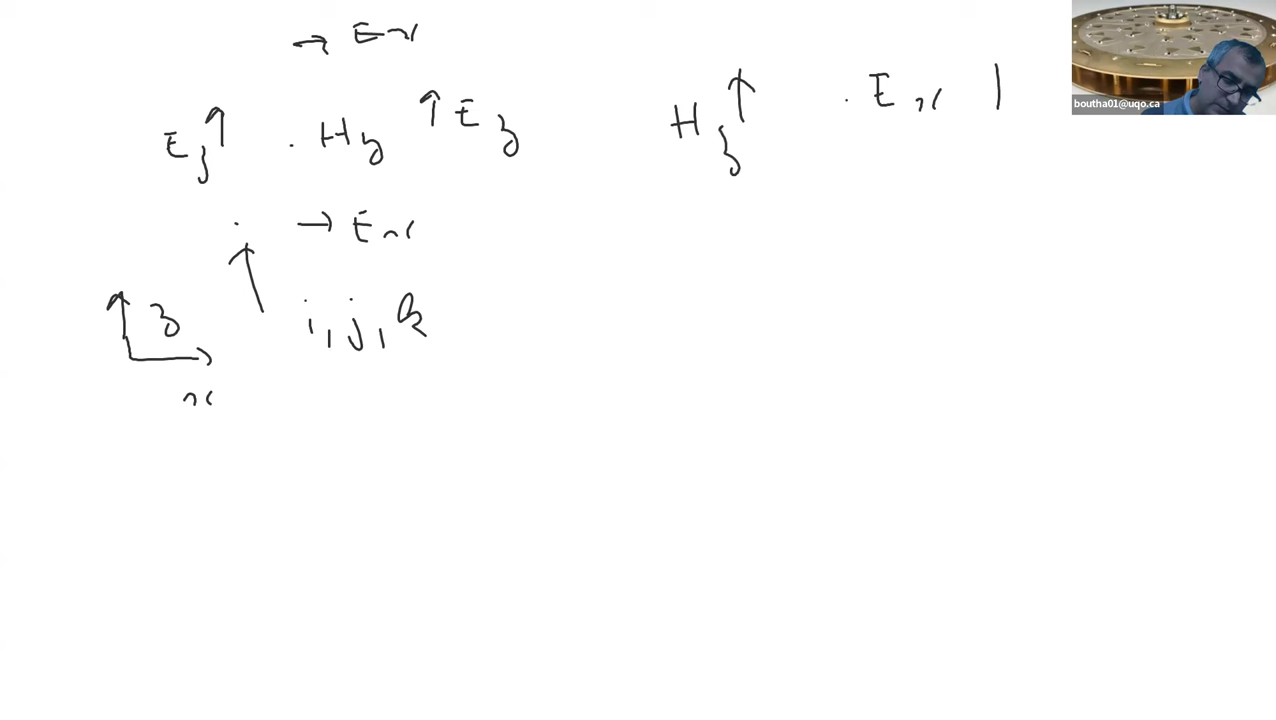 → Ex
Ez ↑ . Hy ↑ Ez
Hz ↑ . Ex |
→ Ex
i, j, k
z
x
boutha01@uqo.ca